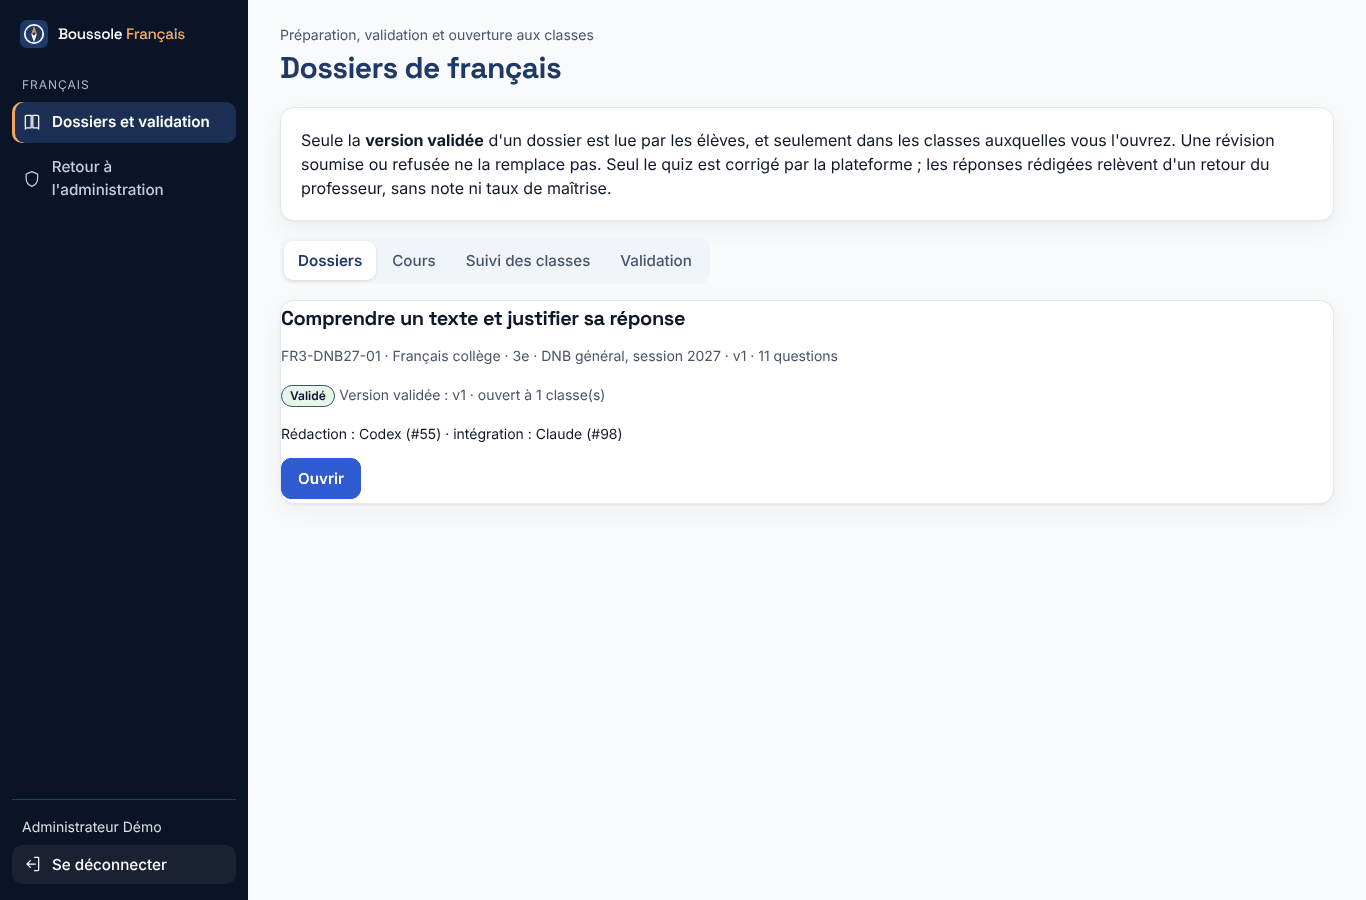 Boussole Français
FRANÇAIS
Dossiers et validation
Retour à
l'administration
Administrateur Démo
Se déconnecter
Préparation, validation et ouverture aux classes
Dossiers de français
Seule la version validée d'un dossier est lue par les élèves, et seulement dans les classes auxquelles vous l'ouvrez. Une révision
soumise ou refusée ne la remplace pas. Seul le quiz est corrigé par la plateforme ; les réponses rédigées relèvent d'un retour du
professeur, sans note ni taux de maîtrise.
Dossiers Cours Suivi des classes Validation
Comprendre un texte et justifier sa réponse
FR3-DNB27-01 · Français collège · 3e · DNB général, session 2027 · v1 · 11 questions
Validé Version validée : v1 · ouvert à 1 classe(s)
Rédaction : Codex (#55) · intégration : Claude (#98)
Ouvrir